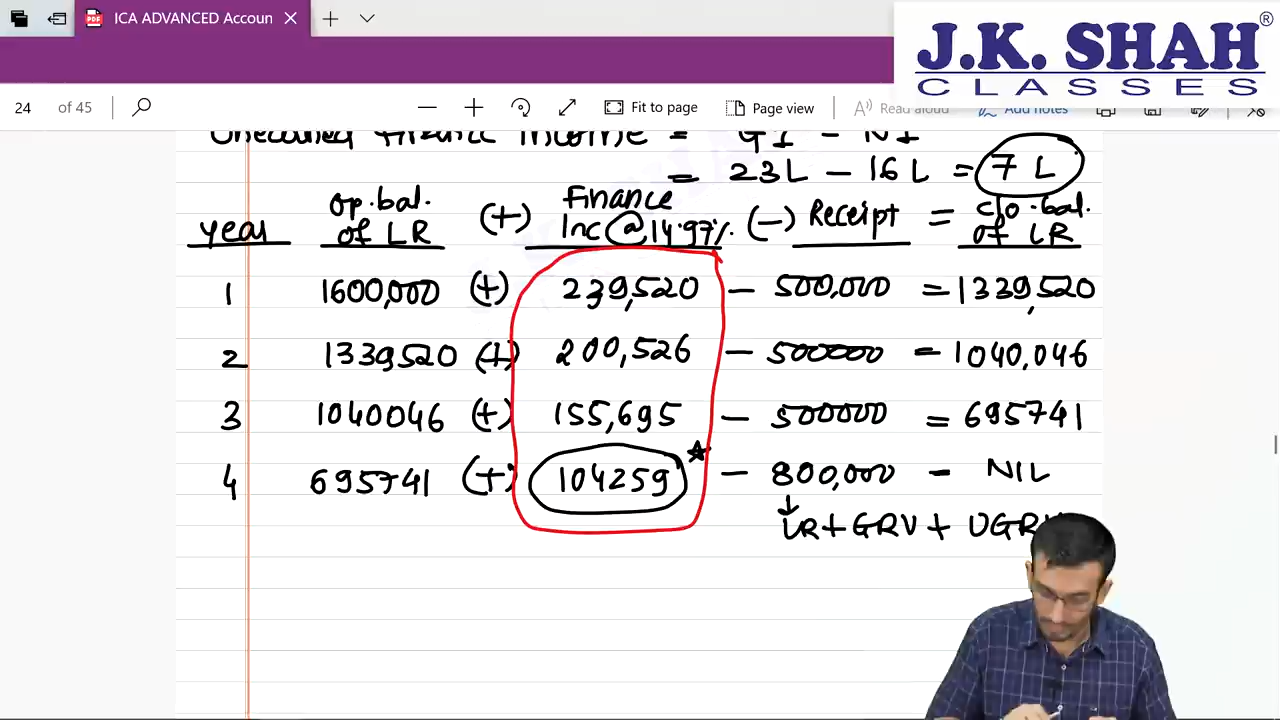 ICA ADVANCED Accoun
J.K. SHAH®
CLASSES
24 of 45
Fit to page
Page view
Read aloud
Add notes
Unearned Finance Income = GI - NI
= 23L - 16L = 7 L
year op.bal. of LR (+) Finance Inc @ 14.97% (-) Receipt = clo.bal. of LR
1 1600,000 (+) 239,520 - 500,000 = 1339,520
2 1339520 (+) 200,526 - 500000 = 1040,046
3 1040046 (+) 155,695 - 500000 = 695741
4 695741 (+) 104259 - 800,000 - NIL
LR + GRV + UGRV